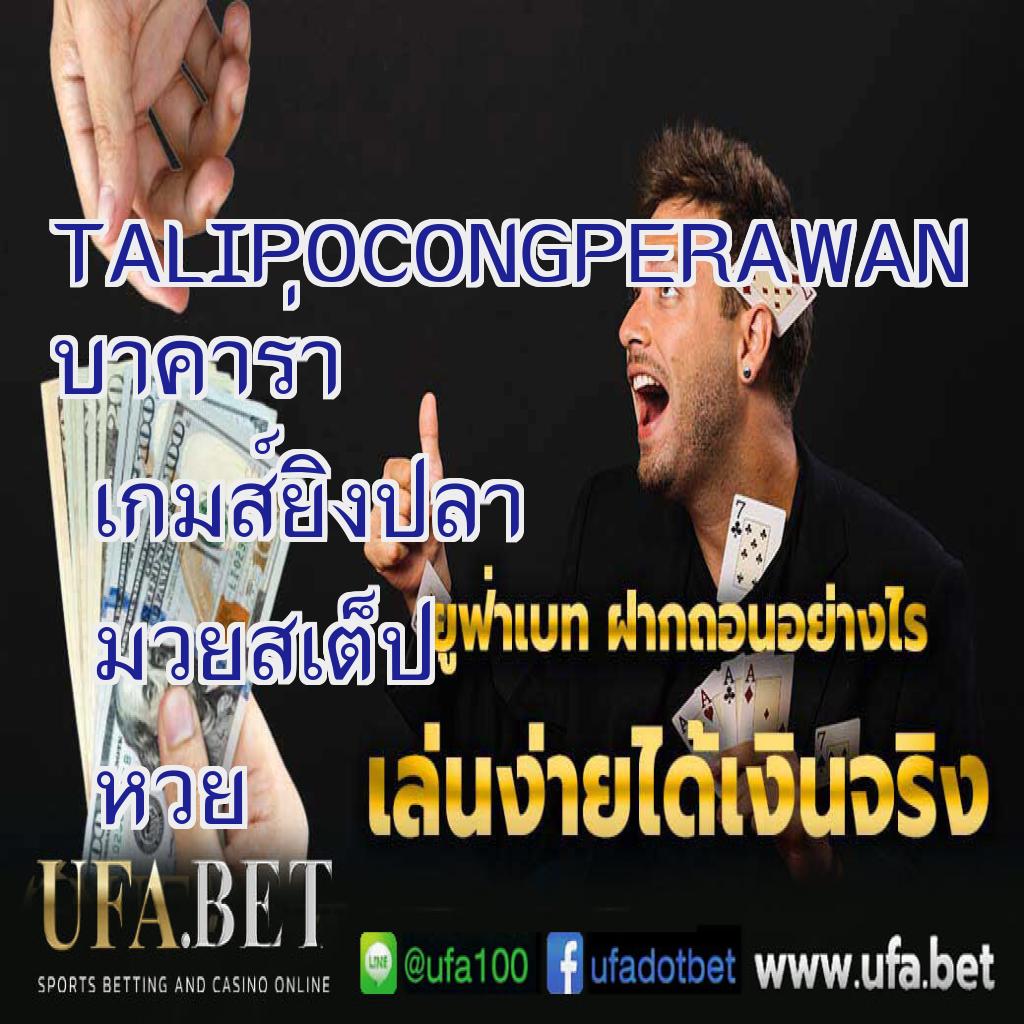 TALIPOCONGPERAWAN
บาคาร่า
เกมส์ยิงปลา
มวยสเต็ป
หวย
ยูฟ่าเบท ฝากถอนอย่างไร
เล่นง่ายได้เงินจริง
UFA.BET
SPORTS BETTING AND CASINO ONLINE
LINE
@ufa100
ufadotbet
www.ufa.bet